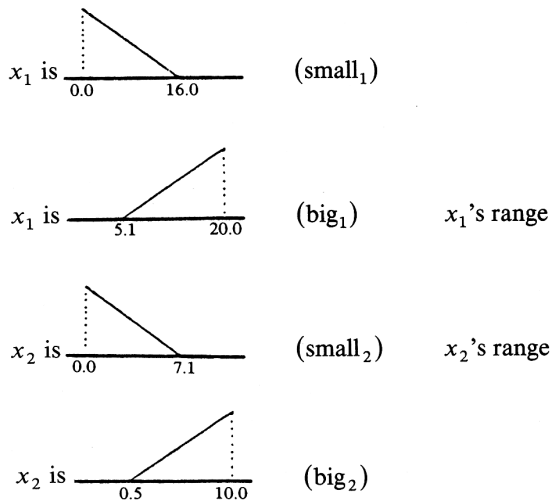 x₁ is (small₁)
0.0 16.0
x₁ is (big₁) x₁'s range
5.1 20.0
x₂ is (small₂) x₂'s range
0.0 7.1
x₂ is (big₂)
0.5 10.0